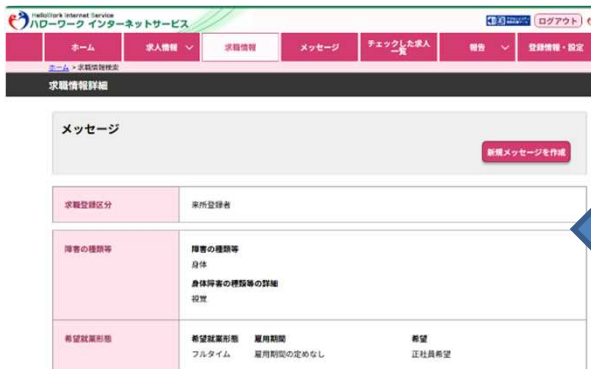 HelloWork Internet Service
ハローワーク インターネットサービス
ログアウト
ホーム
求人情報
求職情報
メッセージ
チェックした求人一覧
報告
登録情報・設定
ホーム > 求職情報検索
求職情報詳細
メッセージ
新規メッセージを作成
求職登録区分
来所登録者
障害の種類等
障害の種類等
身体
身体障害の種類等の詳細
視覚
希望就業形態
希望就業形態 雇用期間 希望
フルタイム 雇用期間の定めなし 正社員希望